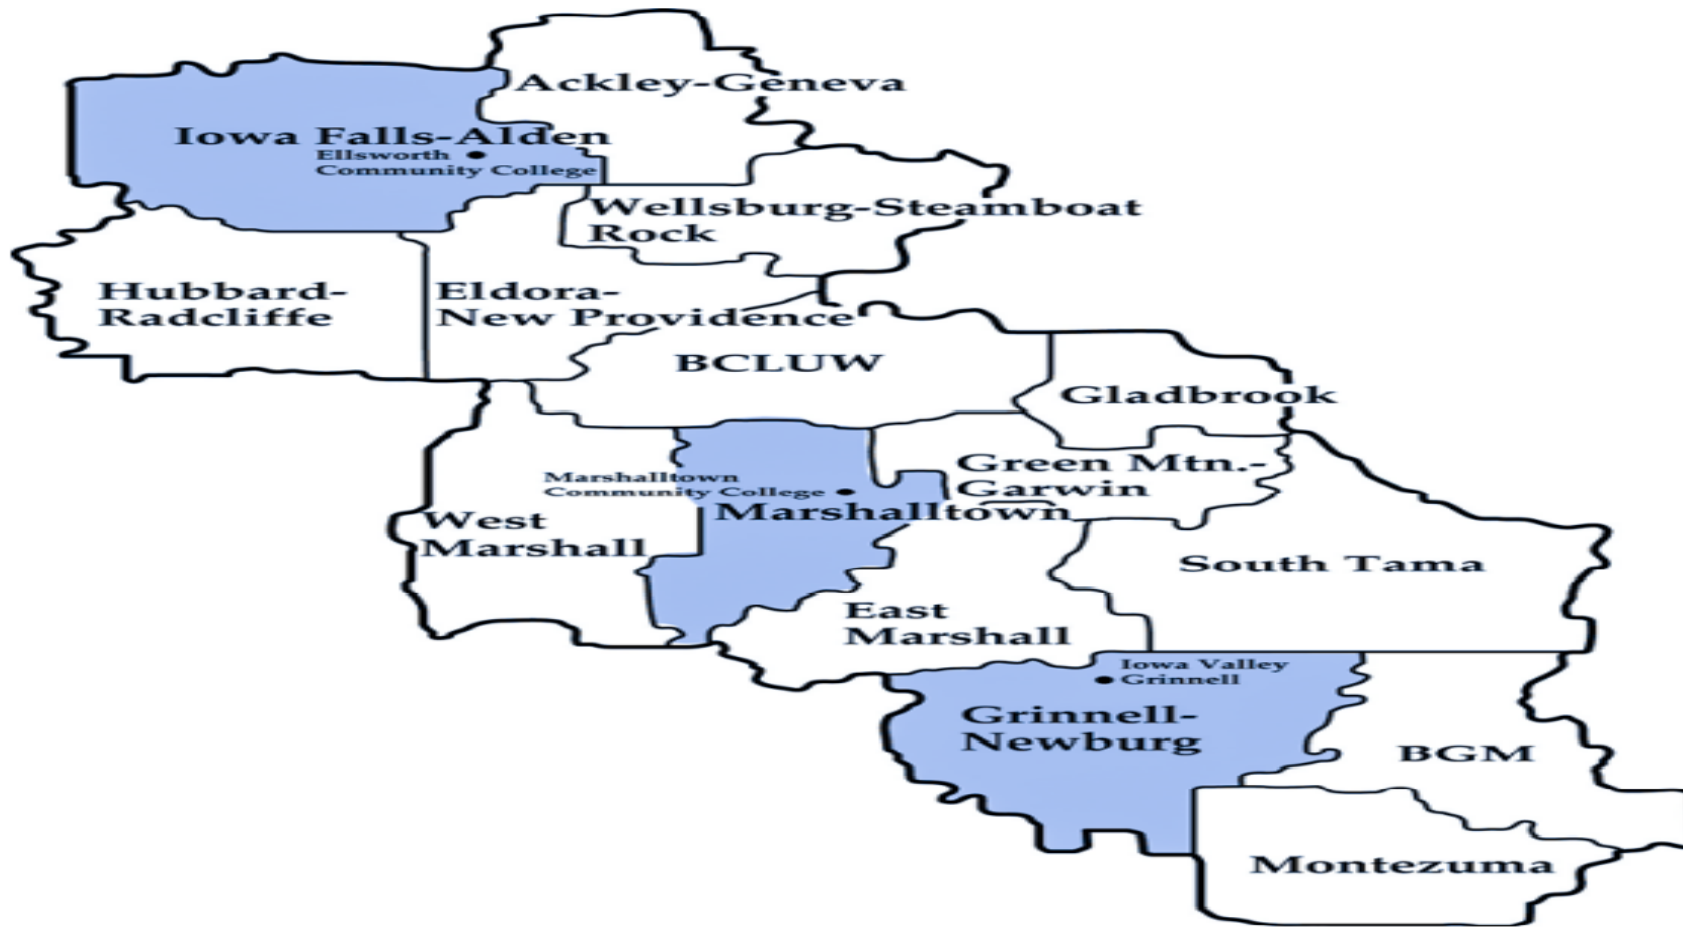 Ackley-Geneva
Iowa Falls-Alden
Ellsworth
Community College
Wellsburg-Steamboat
Rock
Hubbard-
Radcliffe
Eldora-
New Providence
BCLUW
Gladbrook
Green Mtn.-
Garwin
Marshalltown
Community College
Marshalltown
West
Marshall
South Tama
East
Marshall
Iowa Valley
Grinnell
Grinnell-
Newburg
BGM
Montezuma